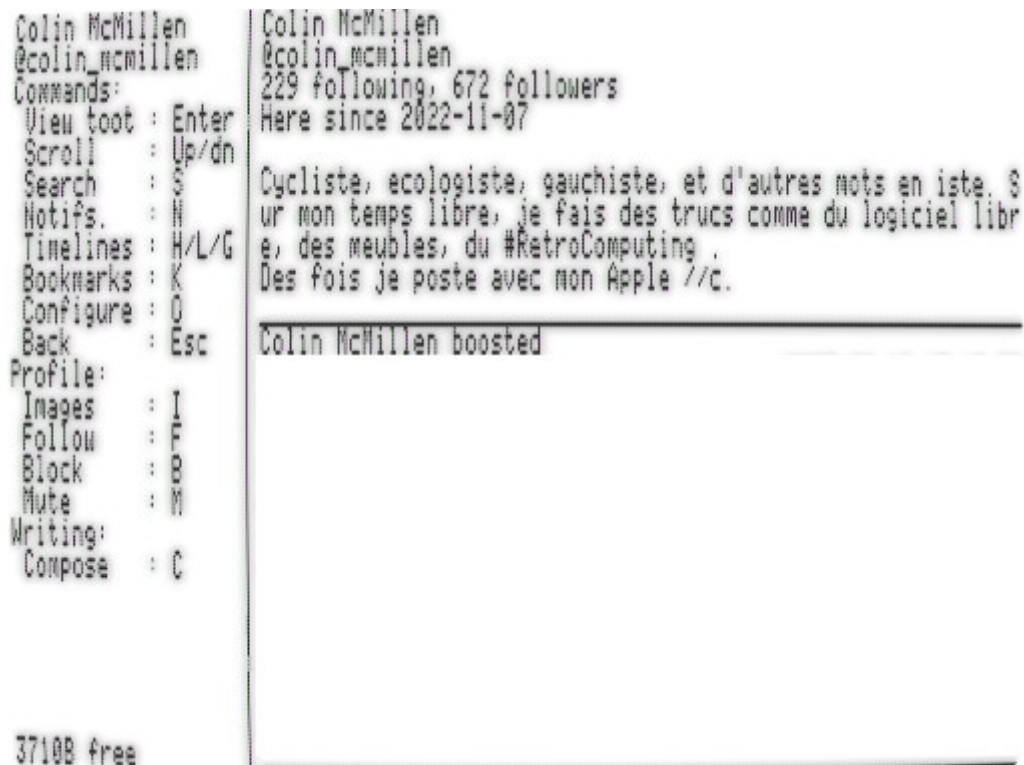 Colin McMillen
@colin_mcmillen
Commands:
View toot : Enter
Scroll : Up/dn
Search : S
Notifs. : N
Timelines : H/L/G
Bookmarks : K
Configure : O
Back : Esc
Profile:
Images : I
Follow : F
Block : B
Mute : M
Writing:
Compose : C
3710B free
Colin McMillen
@colin_mcmillen
229 following, 672 followers
Here since 2022-11-07
Cycliste, ecologiste, gauchiste, et d'autres mots en iste. S
ur mon temps libre, je fais des trucs comme du logiciel libr
e, des meubles, du #RetroComputing .
Des fois je poste avec mon Apple //c.
Colin McMillen boosted